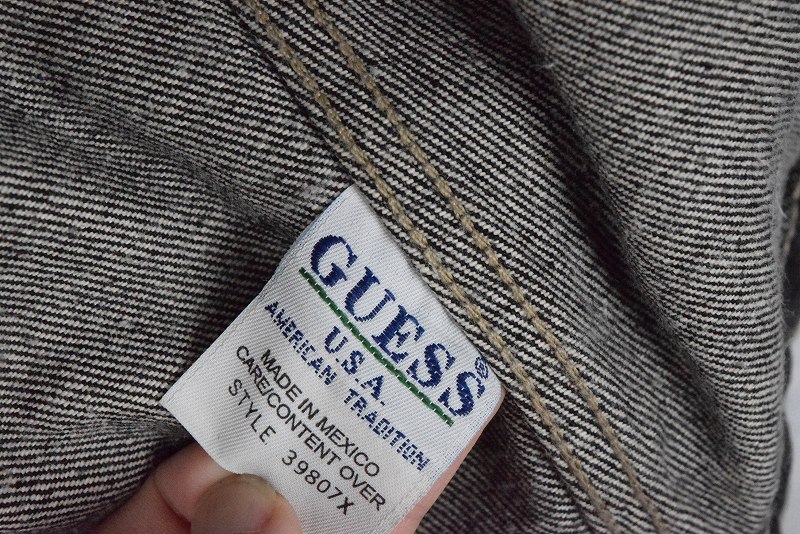 GUESS®
U.S.A.
AMERICAN TRADITION
MADE IN MEXICO
CARE/CONTENT OVER
STYLE 39807X